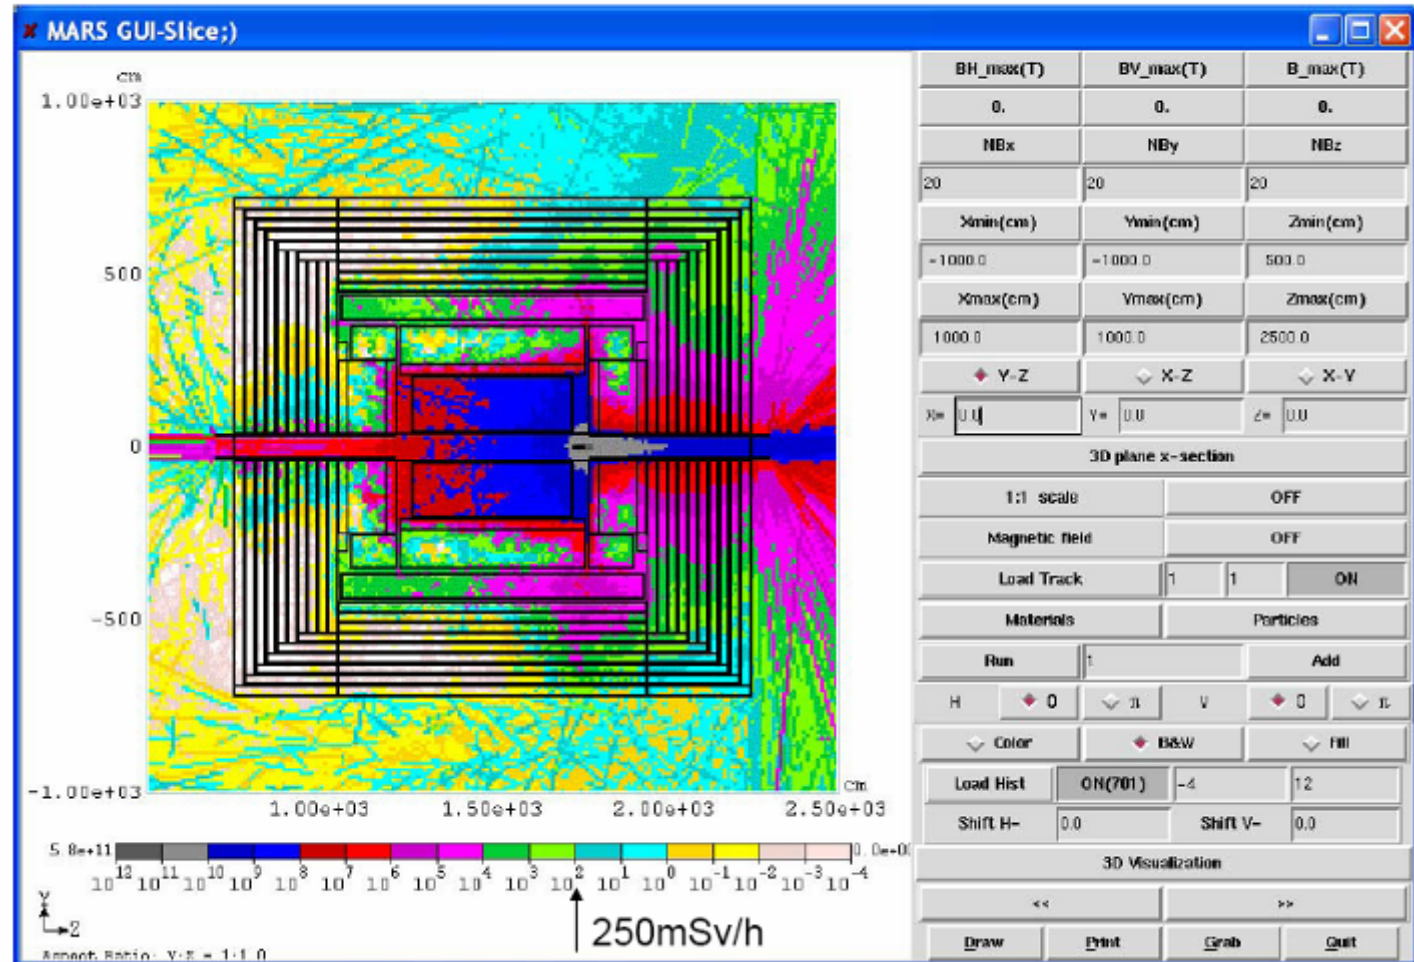 MARS GUI-Slice;)
cm
1.00e+03
500
0
-500
-1.00e+03
1.00e+03 1.50e+03 2.00e+03 2.50e+03
cm
5.8e+11 0.0e+00
10^12 10^11 10^10 10^9 10^8 10^7 10^6 10^5 10^4 10^3 10^2 10^1 10^0 10^-1 10^-2 10^-3 10^-4
250mSv/h
Y
Z
Aspect Ratio: Y:Z = 1:1.0
BH_max(T) BV_max(T) B_max(T)
0. 0. 0.
NBx NBy NBz
20 20 20
Xmin(cm) Ymin(cm) Zmin(cm)
-1000.0 -1000.0 500.0
Xmax(cm) Ymax(cm) Zmax(cm)
1000.0 1000.0 2500.0
Y-Z X-Z X-Y
X= 0.0 Y= 0.0 Z= 0.0
3D plane x-section
1:1 scale OFF
Magnetic field OFF
Load Track 1 1 ON
Materials Particles
Run 1 Add
H 0 π V 0 π
Color B&W Fill
Load Hist ON(701) -4 12
Shift H- 0.0 Shift V- 0.0
3D Visualization
<< >>
Draw Print Grab Quit